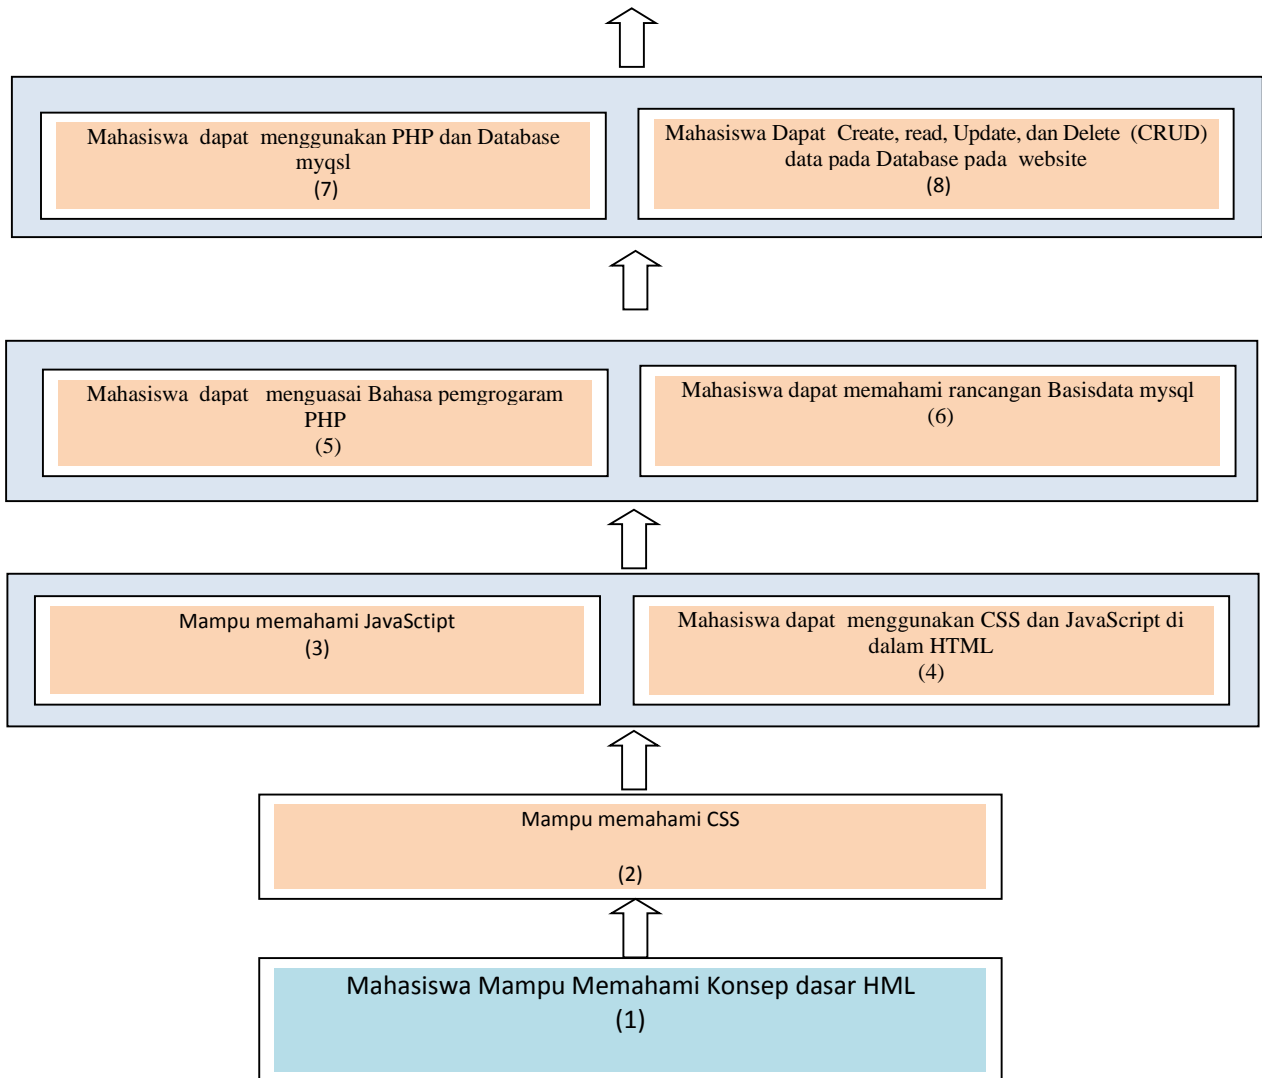 Mahasiswa dapat menggunakan PHP dan Database
myqsl
(7)
Mahasiswa Dapat Create, read, Update, dan Delete (CRUD)
data pada Database pada website
(8)
Mahasiswa dapat menguasai Bahasa pemgrogaram
PHP
(5)
Mahasiswa dapat memahami rancangan Basisdata mysql
(6)
Mampu memahami JavaSctipt
(3)
Mahasiswa dapat menggunakan CSS dan JavaScript di
dalam HTML
(4)
Mampu memahami CSS
(2)
Mahasiswa Mampu Memahami Konsep dasar HML
(1)